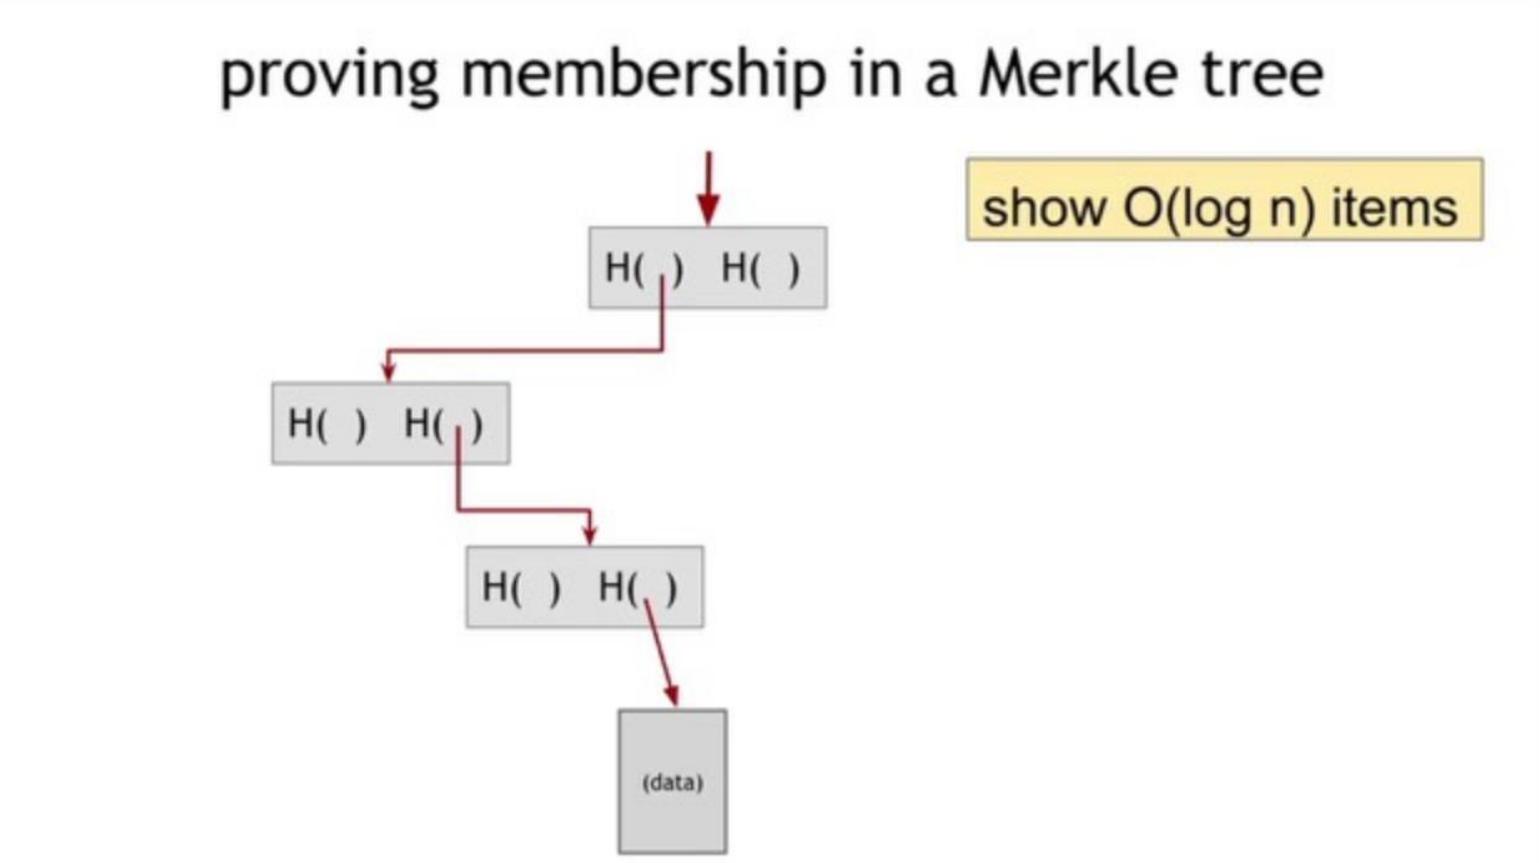 proving membership in a Merkle tree
show O(log n) items
H( ) H( )
H( ) H( )
H( ) H( )
(data)